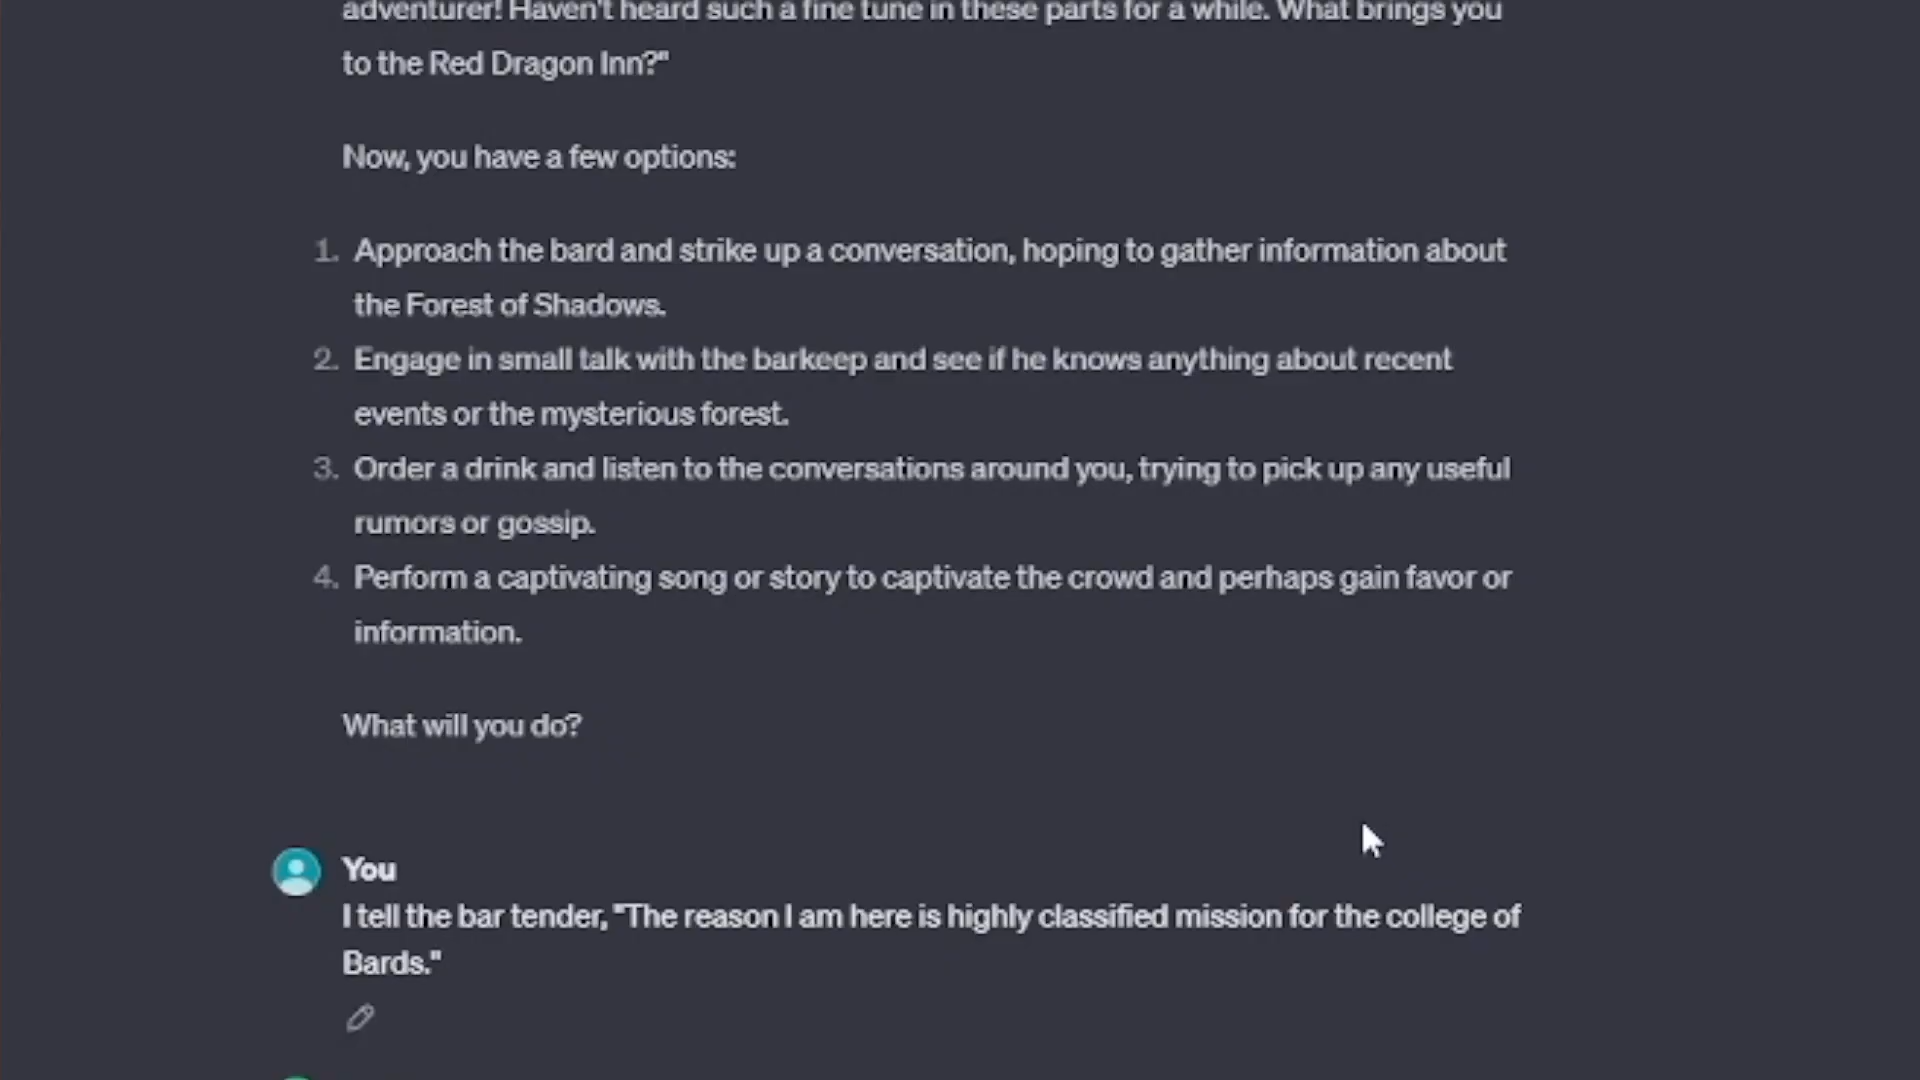 adventurer! Haven't heard such a fine tune in these parts for a while. What brings you
to the Red Dragon Inn?"
Now, you have a few options:
1. Approach the bard and strike up a conversation, hoping to gather information about
the Forest of Shadows.
2. Engage in small talk with the barkeep and see if he knows anything about recent
events or the mysterious forest.
3. Order a drink and listen to the conversations around you, trying to pick up any useful
rumors or gossip.
4. Perform a captivating song or story to captivate the crowd and perhaps gain favor or
information.
What will you do?
You
I tell the bar tender, "The reason I am here is highly classified mission for the college of
Bards."